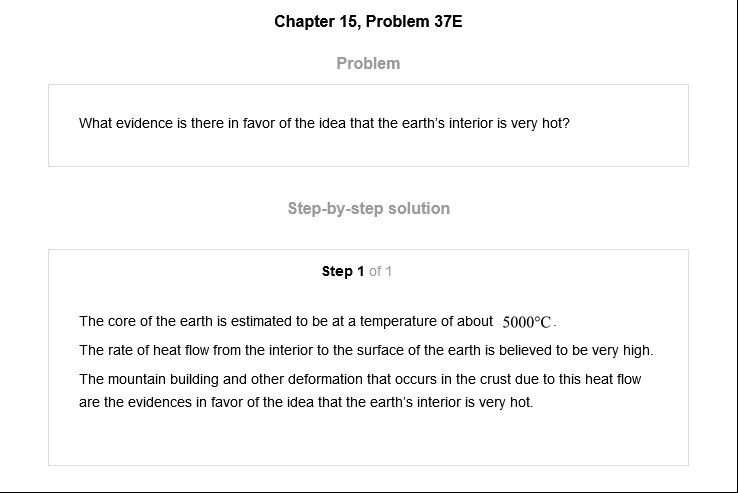 Chapter 15, Problem 37E
Problem
What evidence is there in favor of the idea that the earth's interior is very hot?
Step-by-step solution
Step 1 of 1
The core of the earth is estimated to be at a temperature of about 5000°C.
The rate of heat flow from the interior to the surface of the earth is believed to be very high.
The mountain building and other deformation that occurs in the crust due to this heat flow
are the evidences in favor of the idea that the earth's interior is very hot.